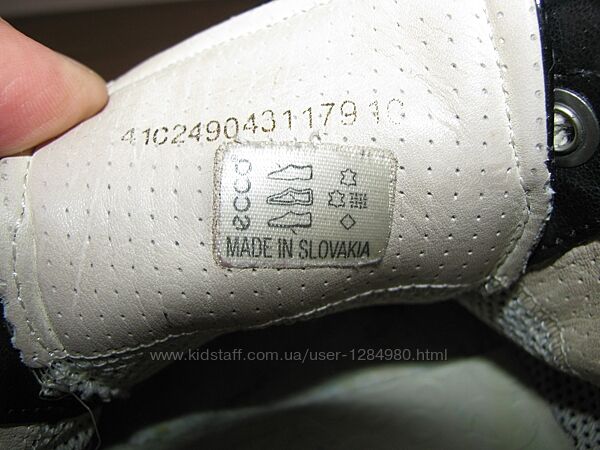 41C2490431179 1C
ecco
MADE IN SLOVAKIA
www.kidstaff.com.ua/user-1284980.html